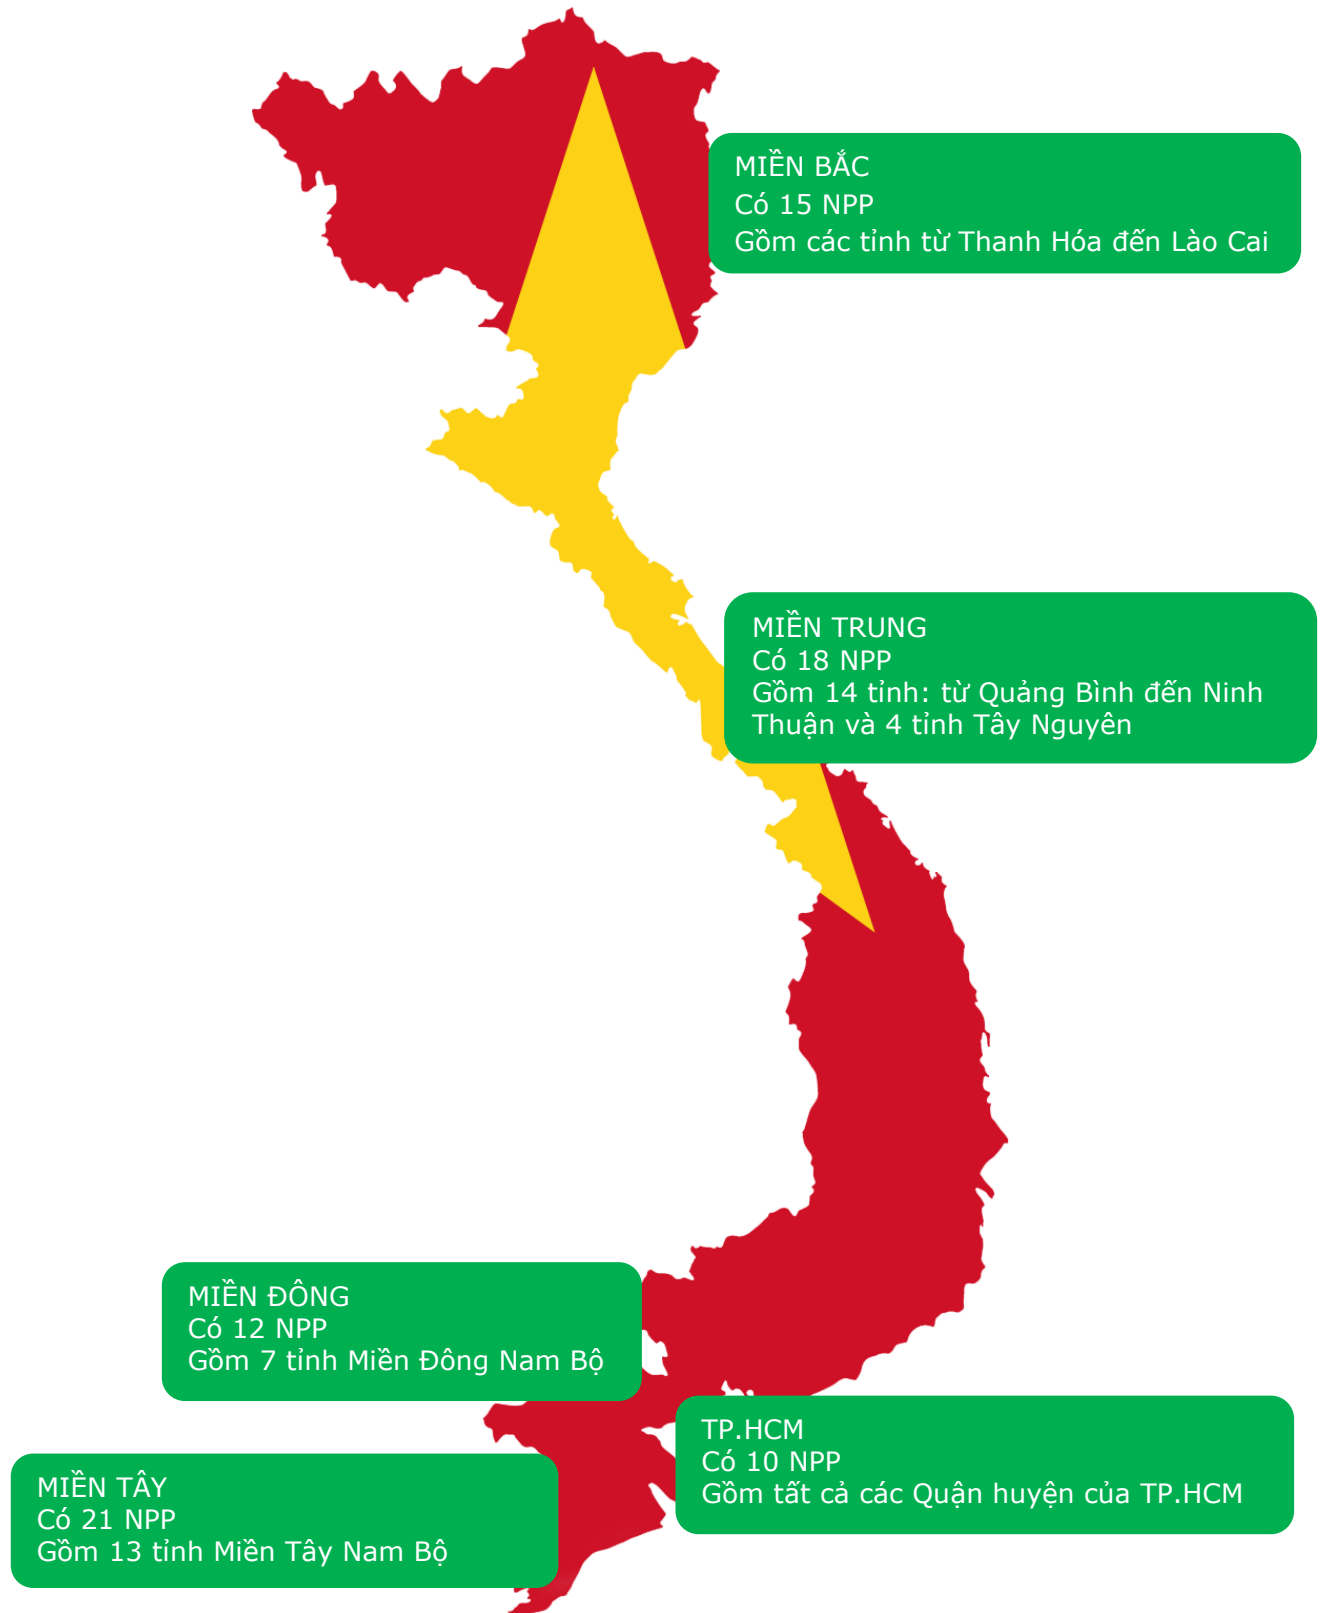 MIỀN BẮC
Có 15 NPP
Gồm các tỉnh từ Thanh Hóa đến Lào Cai
MIỀN TRUNG
Có 18 NPP
Gồm 14 tỉnh: từ Quảng Bình đến Ninh
Thuận và 4 tỉnh Tây Nguyên
MIỀN ĐÔNG
Có 12 NPP
Gồm 7 tỉnh Miền Đông Nam Bộ
TP.HCM
Có 10 NPP
Gồm tất cả các Quận huyện của TP.HCM
MIỀN TÂY
Có 21 NPP
Gồm 13 tỉnh Miền Tây Nam Bộ